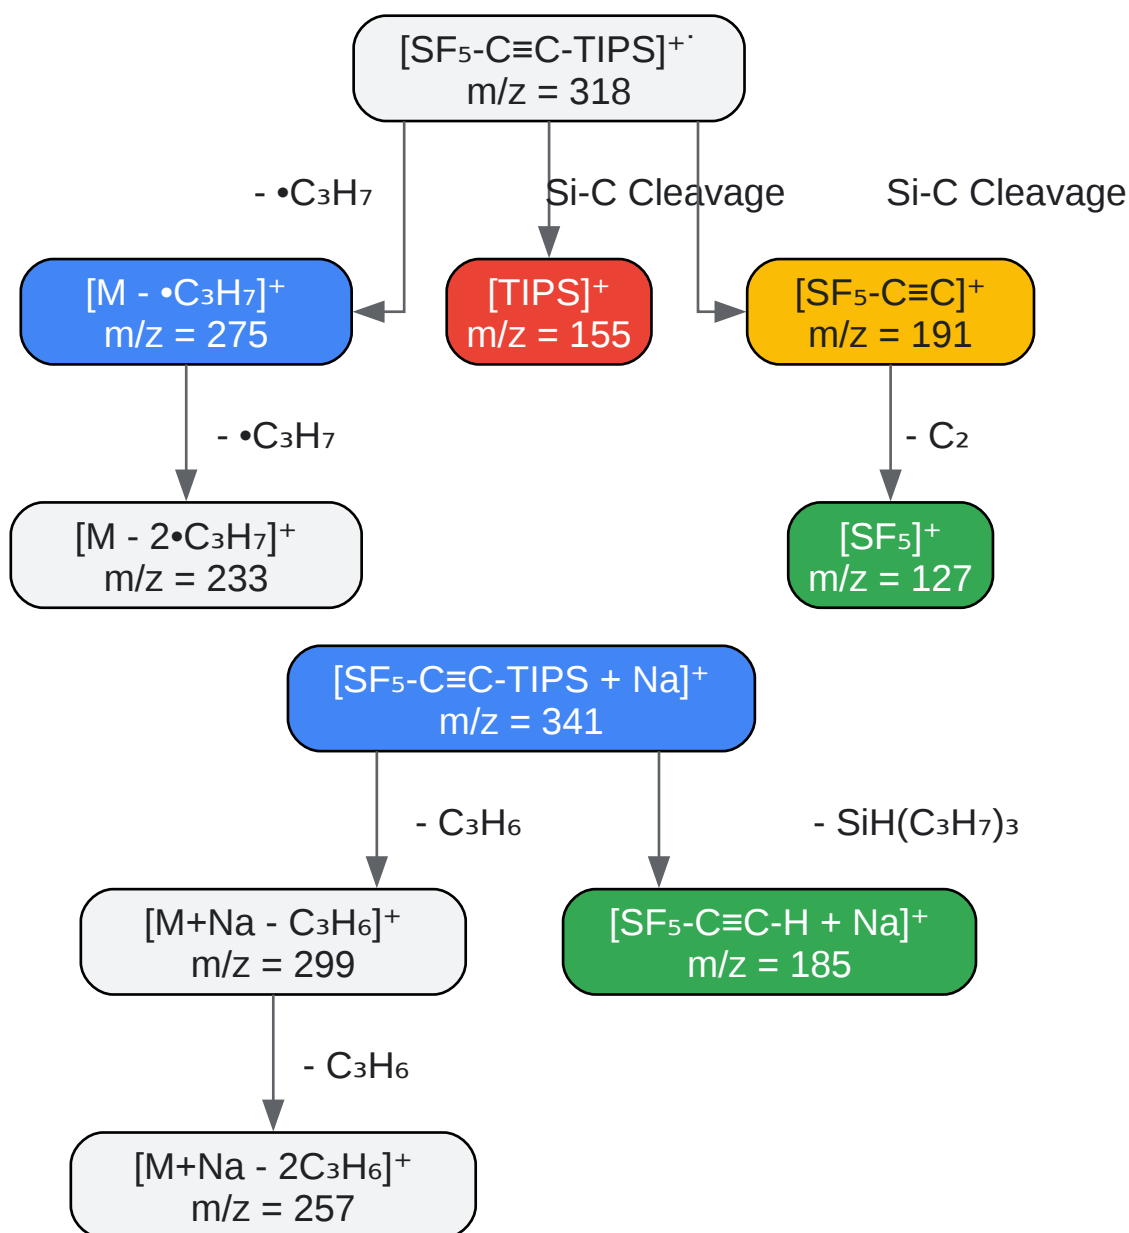 [SF₅-C≡C-TIPS]⁺˙
m/z = 318
- •C₃H₇
Si-C Cleavage
Si-C Cleavage
[M - •C₃H₇]⁺
m/z = 275
[TIPS]⁺
m/z = 155
[SF₅-C≡C]⁺
m/z = 191
- •C₃H₇
- C₂
[M - 2•C₃H₇]⁺
m/z = 233
[SF₅]⁺
m/z = 127
[SF₅-C≡C-TIPS + Na]⁺
m/z = 341
- C₃H₆
- SiH(C₃H₇)₃
[M+Na - C₃H₆]⁺
m/z = 299
[SF₅-C≡C-H + Na]⁺
m/z = 185
- C₃H₆
[M+Na - 2C₃H₆]⁺
m/z = 257